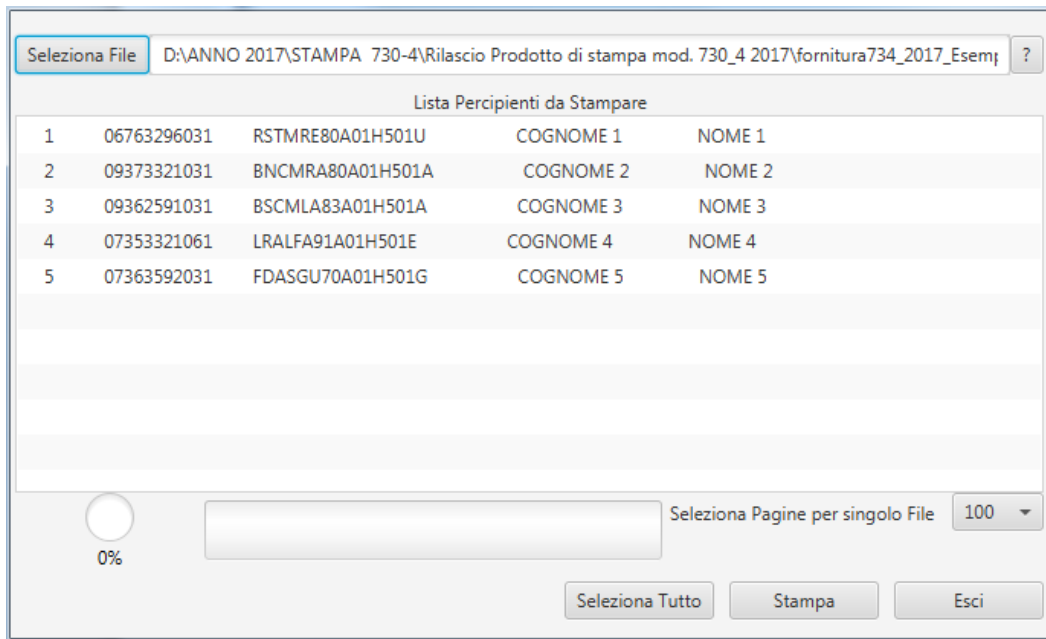 Seleziona File D:\ANNO 2017\STAMPA 730-4\Rilascio Prodotto di stampa mod. 730_4 2017\fornitura734_2017_Esemp ?
Lista Percipienti da Stampare
1 06763296031 RSTMRE80A01H501U COGNOME 1 NOME 1
2 09373321031 BNCMRA80A01H501A COGNOME 2 NOME 2
3 09362591031 BSCMLA83A01H501A COGNOME 3 NOME 3
4 07353321061 LRALFA91A01H501E COGNOME 4 NOME 4
5 07363592031 FDASGU70A01H501G COGNOME 5 NOME 5
Seleziona Pagine per singolo File 100
0%
Seleziona Tutto Stampa Esci